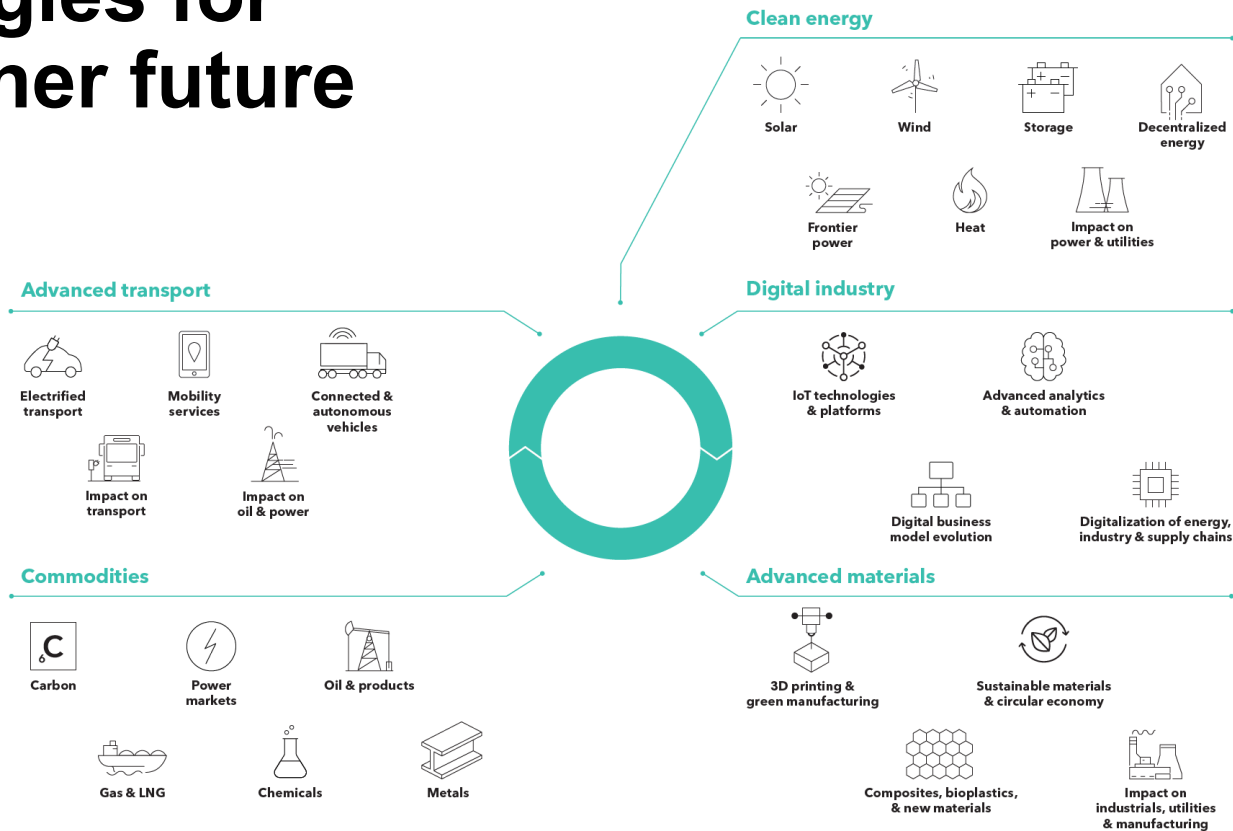 gies for
ner future
Clean energy
Solar
Wind
Storage
Decentralized
energy
Frontier
power
Heat
Impact on
power & utilities
Advanced transport
Electrified
transport
Mobility
services
Connected &
autonomous
vehicles
Impact on
transport
Impact on
oil & power
Digital industry
IoT technologies
& platforms
Advanced analytics
& automation
Digital business
model evolution
Digitalization of energy,
industry & supply chains
Commodities
6
C
Carbon
Power
markets
Oil & products
Gas & LNG
Chemicals
Metals
Advanced materials
3D printing &
green manufacturing
Sustainable materials
& circular economy
Composites, bioplastics,
& new materials
Impact on
industrials, utilities
& manufacturing